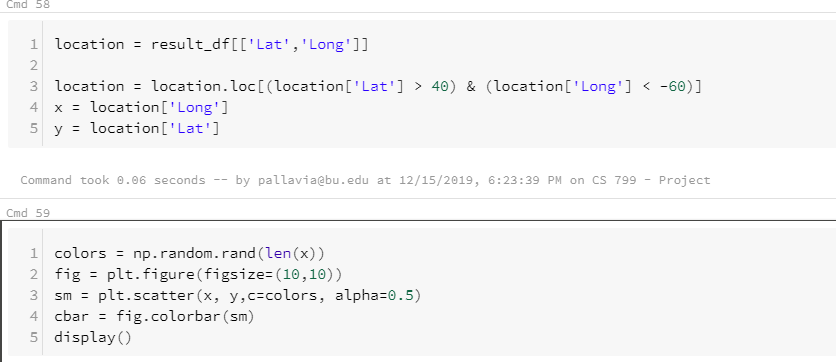 Cmd 58
1 location = result_df[['Lat','Long']]
2
3 location = location.loc[(location['Lat'] > 40) & (location['Long'] < -60)]
4 x = location['Long']
5 y = location['Lat']
Command took 0.06 seconds -- by pallavia@bu.edu at 12/15/2019, 6:23:39 PM on CS 799 - Project
Cmd 59
1 colors = np.random.rand(len(x))
2 fig = plt.figure(figsize=(10,10))
3 sm = plt.scatter(x, y,c=colors, alpha=0.5)
4 cbar = fig.colorbar(sm)
5 display()